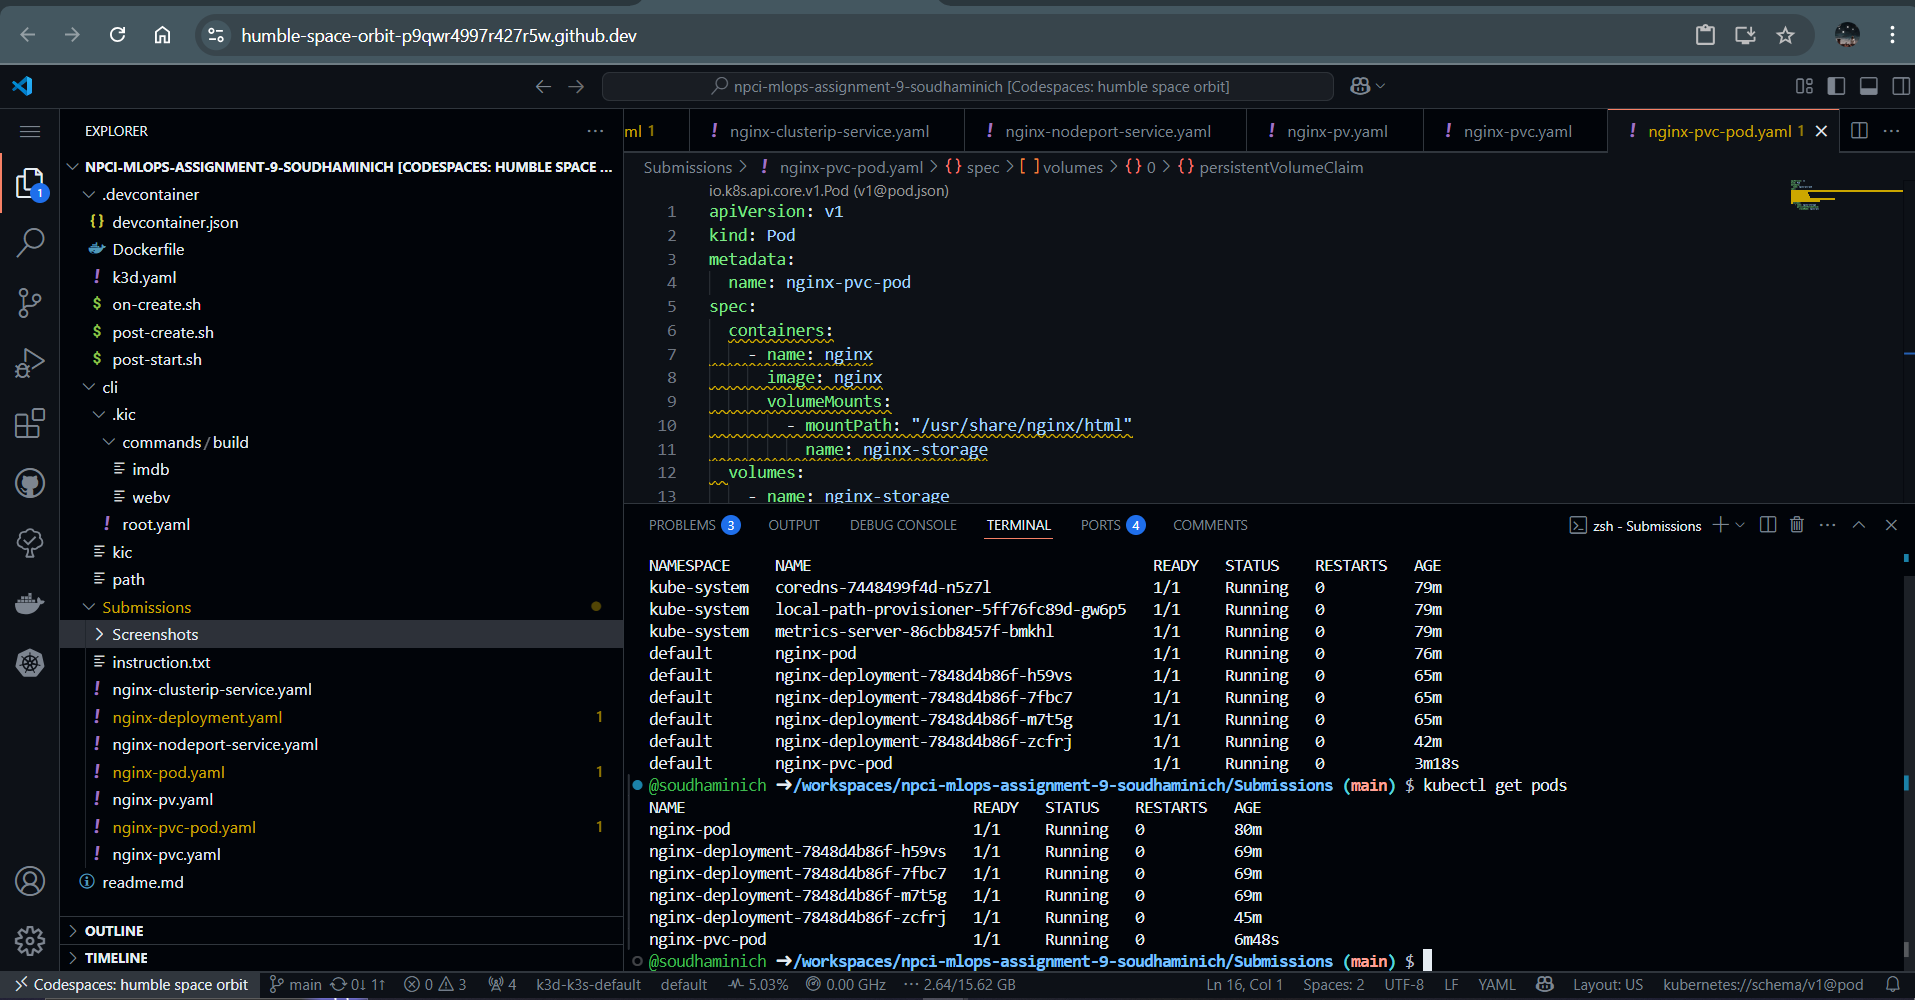 humble-space-orbit-p9qwr4997r427r5w.github.dev
npci-mlops-assignment-9-soudhaminich [Codespaces: humble space orbit]
EXPLORER
NPCI-MLOPS-ASSIGNMENT-9-SOUDHAMINICH [CODESPACES: HUMBLE SPACE ...
.devcontainer
devcontainer.json
Dockerfile
k3d.yaml
on-create.sh
post-create.sh
post-start.sh
cli
.kic
commands/build
imdb
webv
root.yaml
kic
path
Submissions
Screenshots
instruction.txt
nginx-clusterip-service.yaml
nginx-deployment.yaml 1
nginx-nodeport-service.yaml
nginx-pod.yaml 1
nginx-pv.yaml
nginx-pvc-pod.yaml 1
nginx-pvc.yaml
readme.md
OUTLINE
TIMELINE
1
ml 1 nginx-clusterip-service.yaml nginx-nodeport-service.yaml nginx-pv.yaml nginx-pvc.yaml nginx-pvc-pod.yaml 1
Submissions > nginx-pvc-pod.yaml > {} spec > [ ] volumes > {} 0 > {} persistentVolumeClaim
io.k8s.api.core.v1.Pod (v1@pod.json)
1 apiVersion: v1
2 kind: Pod
3 metadata:
4 name: nginx-pvc-pod
5 spec:
6 containers:
7 - name: nginx
8 image: nginx
9 volumeMounts:
10 - mountPath: "/usr/share/nginx/html"
11 name: nginx-storage
12 volumes:
13 - name: nginx-storage
PROBLEMS 3 OUTPUT DEBUG CONSOLE TERMINAL PORTS 4 COMMENTS zsh - Submissions
NAMESPACE NAME READY STATUS RESTARTS AGE
kube-system coredns-7448499f4d-n5z7l 1/1 Running 0 79m
kube-system local-path-provisioner-5ff76fc89d-gw6p5 1/1 Running 0 79m
kube-system metrics-server-86cbb8457f-bmkhl 1/1 Running 0 79m
default nginx-pod 1/1 Running 0 76m
default nginx-deployment-7848d4b86f-h59vs 1/1 Running 0 65m
default nginx-deployment-7848d4b86f-7fbc7 1/1 Running 0 65m
default nginx-deployment-7848d4b86f-m7t5g 1/1 Running 0 65m
default nginx-deployment-7848d4b86f-zcfrj 1/1 Running 0 42m
default nginx-pvc-pod 1/1 Running 0 3m18s
@soudhaminich ➜/workspaces/npci-mlops-assignment-9-soudhaminich/Submissions (main) $ kubectl get pods
NAME READY STATUS RESTARTS AGE
nginx-pod 1/1 Running 0 80m
nginx-deployment-7848d4b86f-h59vs 1/1 Running 0 69m
nginx-deployment-7848d4b86f-7fbc7 1/1 Running 0 69m
nginx-deployment-7848d4b86f-m7t5g 1/1 Running 0 69m
nginx-deployment-7848d4b86f-zcfrj 1/1 Running 0 45m
nginx-pvc-pod 1/1 Running 0 6m48s
@soudhaminich ➜/workspaces/npci-mlops-assignment-9-soudhaminich/Submissions (main) $
Codespaces: humble space orbit main 0↓ 1↑ 0 3 4 k3d-k3s-default default 5.03% 0.00 GHz 2.64/15.62 GB Ln 16, Col 1 Spaces: 2 UTF-8 LF YAML Layout: US kubernetes://schema/v1@pod